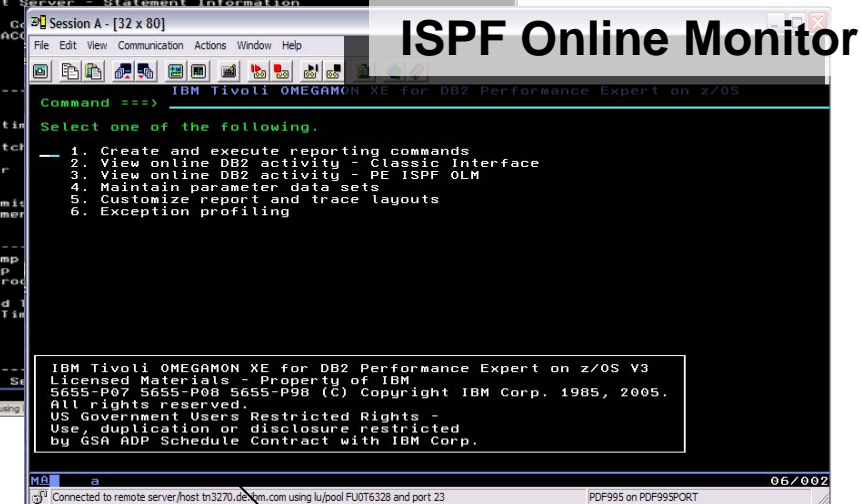 t Server - Statement Information
ISPF Online Monitor
Session A - [32 x 80]
File Edit View Communication Actions Window Help
IBM Tivoli OMEGAMON XE for DB2 Performance Expert on z/OS
Command ===>
Select one of the following.
1. Create and execute reporting commands
2. View online DB2 activity - Classic Interface
3. View online DB2 activity - PE ISPF OLM
4. Maintain parameter data sets
5. Customize report and trace layouts
6. Exception profiling
IBM Tivoli OMEGAMON XE for DB2 Performance Expert on z/OS V3
Licensed Materials - Property of IBM
5655-P07 5655-P08 5655-P98 (C) Copyright IBM Corp. 1985, 2005.
All rights reserved.
US Government Users Restricted Rights -
Use, duplication or disclosure restricted
by GSA ADP Schedule Contract with IBM Corp.
MA a 06/002
Connected to remote server/host tn3270.de.ibm.com using lu/pool FU0T6328 and port 23 PDF995 on PDF995PORT